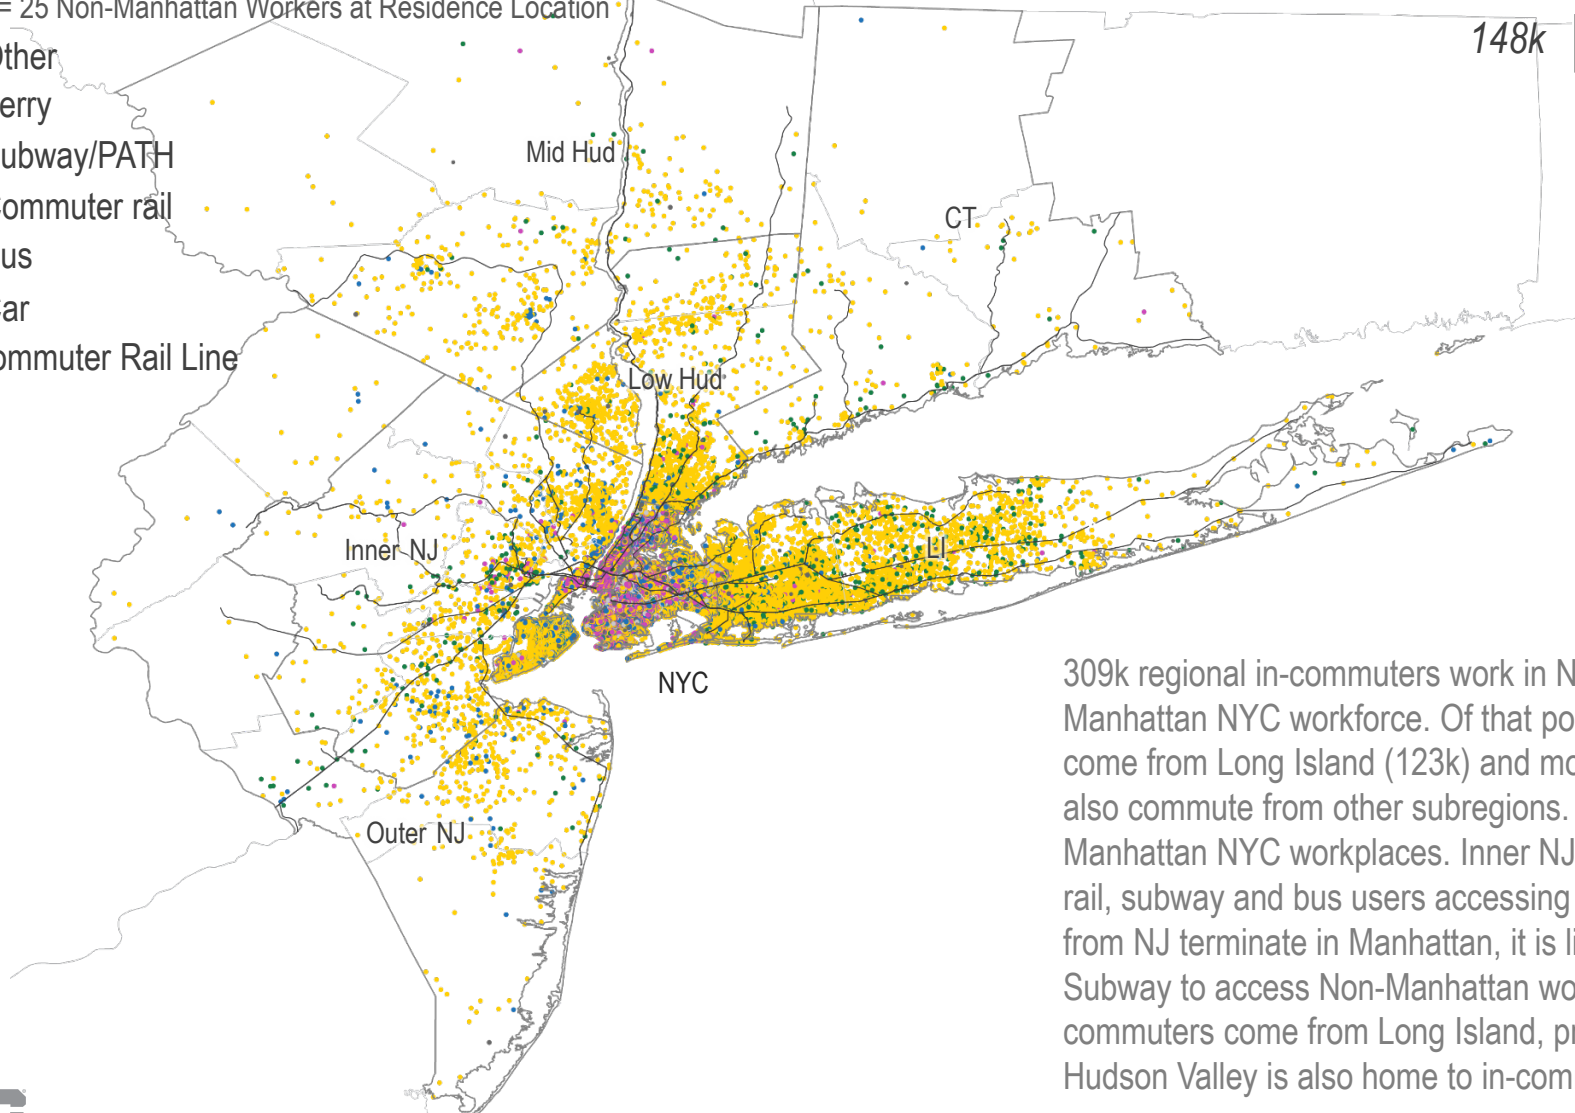 = 25 Non-Manhattan Workers at Residence Location
148k
ther
erry
ubway/PATH
ommuter rail
us
ar
ommuter Rail Line
Mid Hud
CT
Low Hud
Inner NJ
LI
NYC
Outer NJ
309k regional in-commuters work in N
Manhattan NYC workforce. Of that po
come from Long Island (123k) and mo
also commute from other subregions.
Manhattan NYC workplaces. Inner NJ
rail, subway and bus users accessing
from NJ terminate in Manhattan, it is li
Subway to access Non-Manhattan wo
commuters come from Long Island, pr
Hudson Valley is also home to in-com